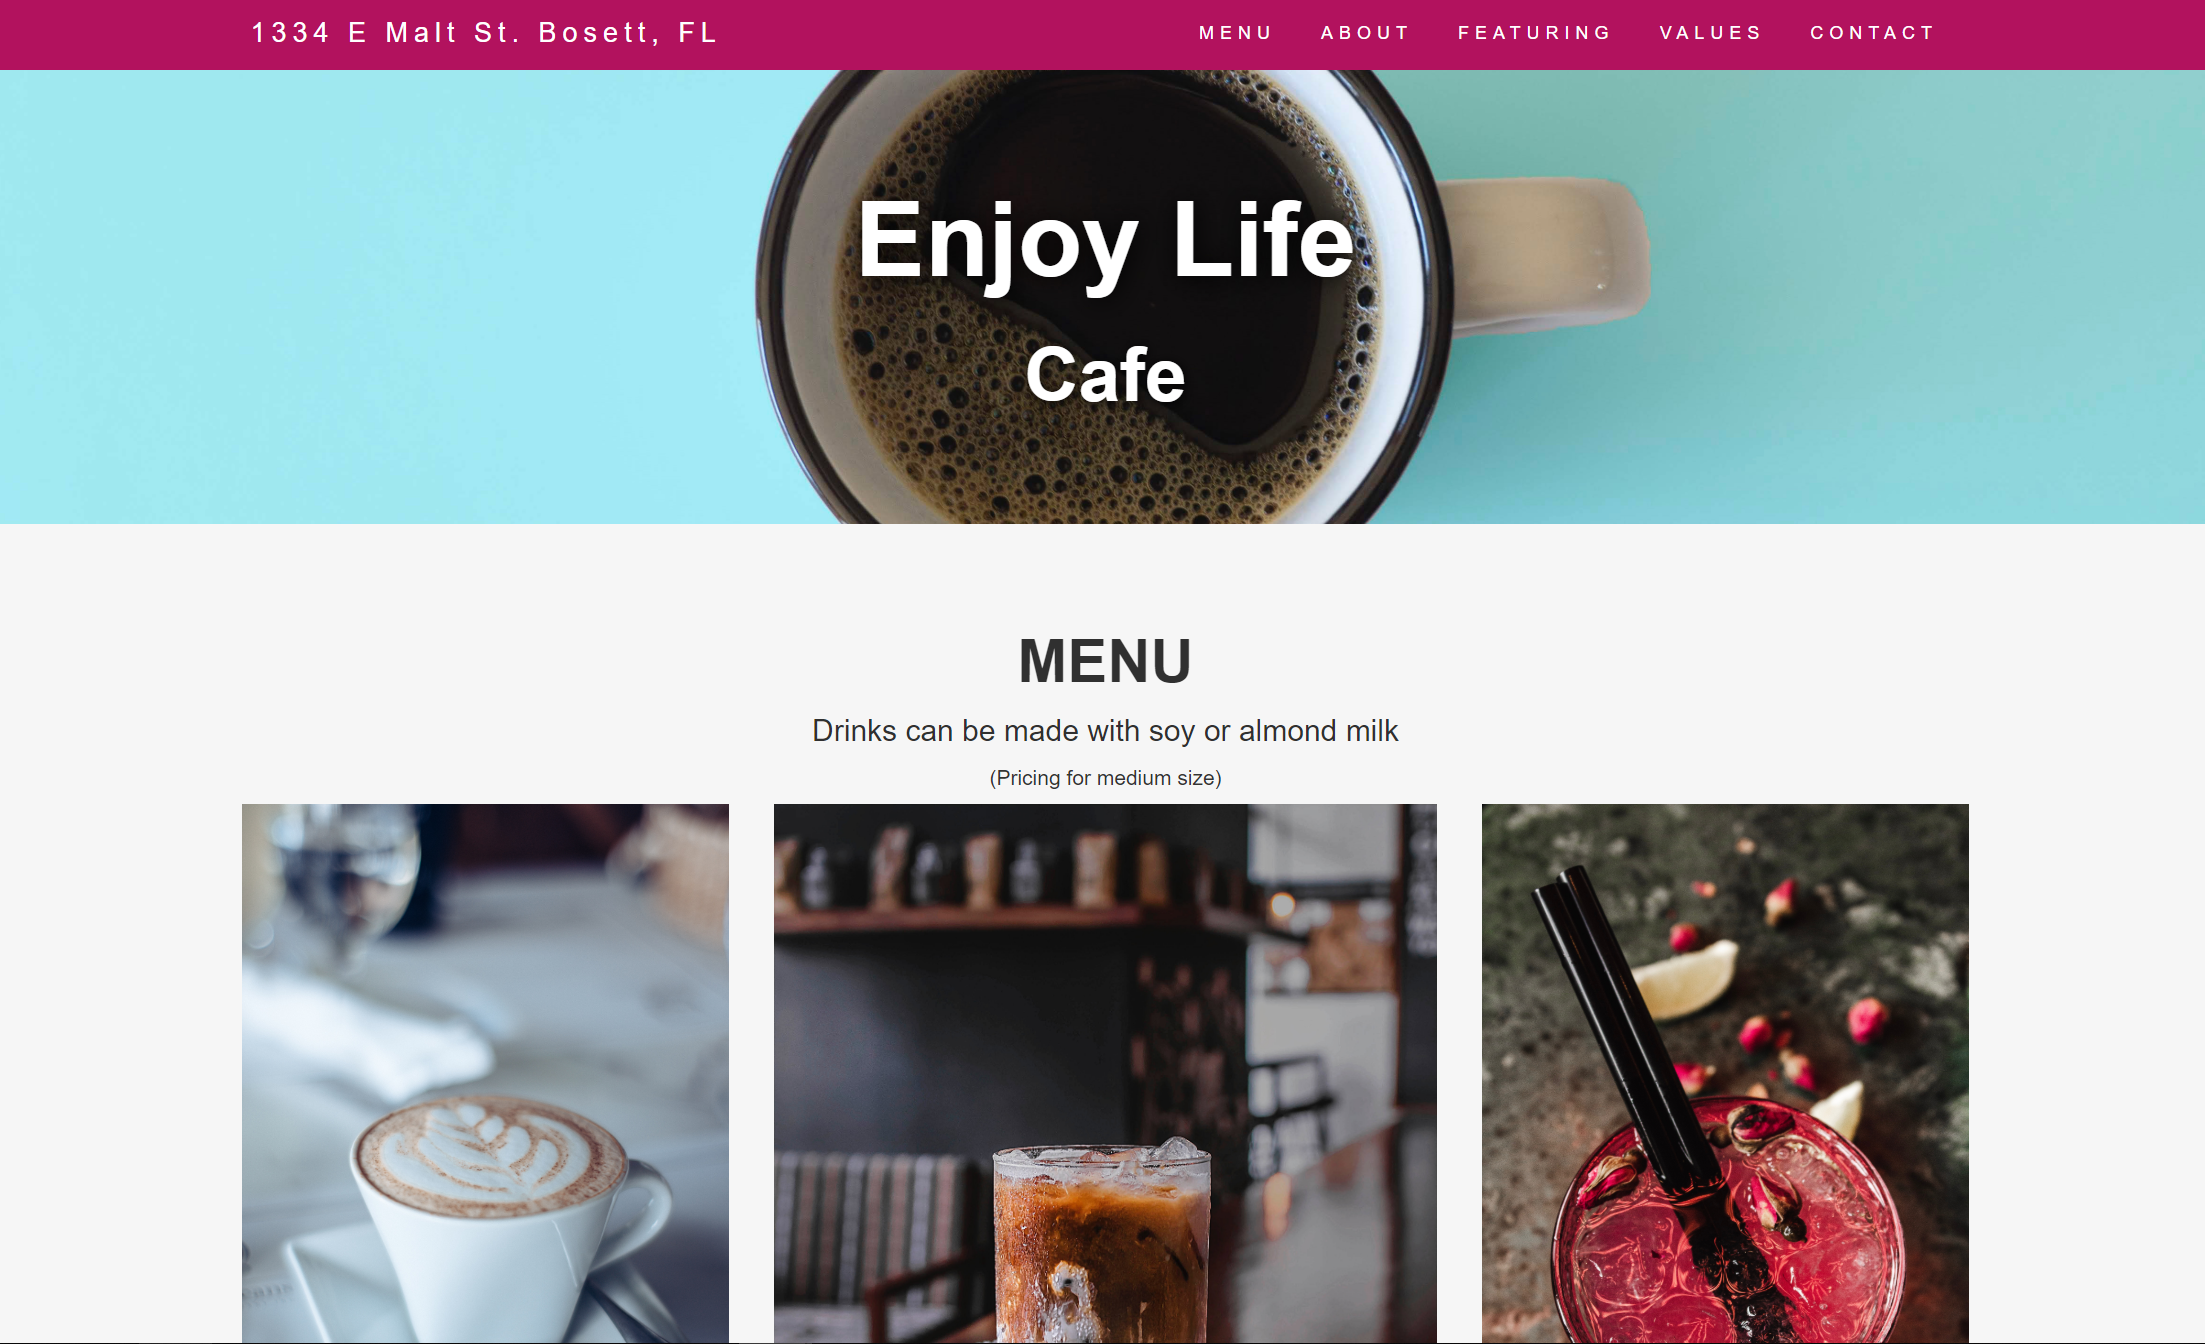 1334 E Malt St. Bosett, FL
MENU ABOUT FEATURING VALUES CONTACT
Enjoy Life
Cafe
MENU
Drinks can be made with soy or almond milk
(Pricing for medium size)